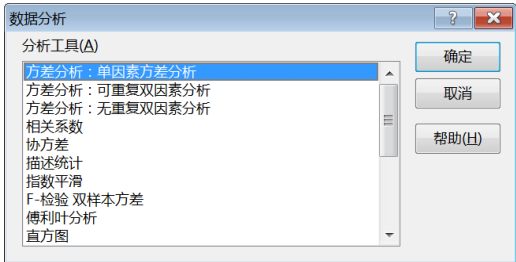 数据分析
分析工具(A)
确定
方差分析：单因素方差分析
方差分析：可重复双因素分析
取消
方差分析：无重复双因素分析
相关系数
帮助(H)
协方差
描述统计
指数平滑
F-检验 双样本方差
傅利叶分析
直方图